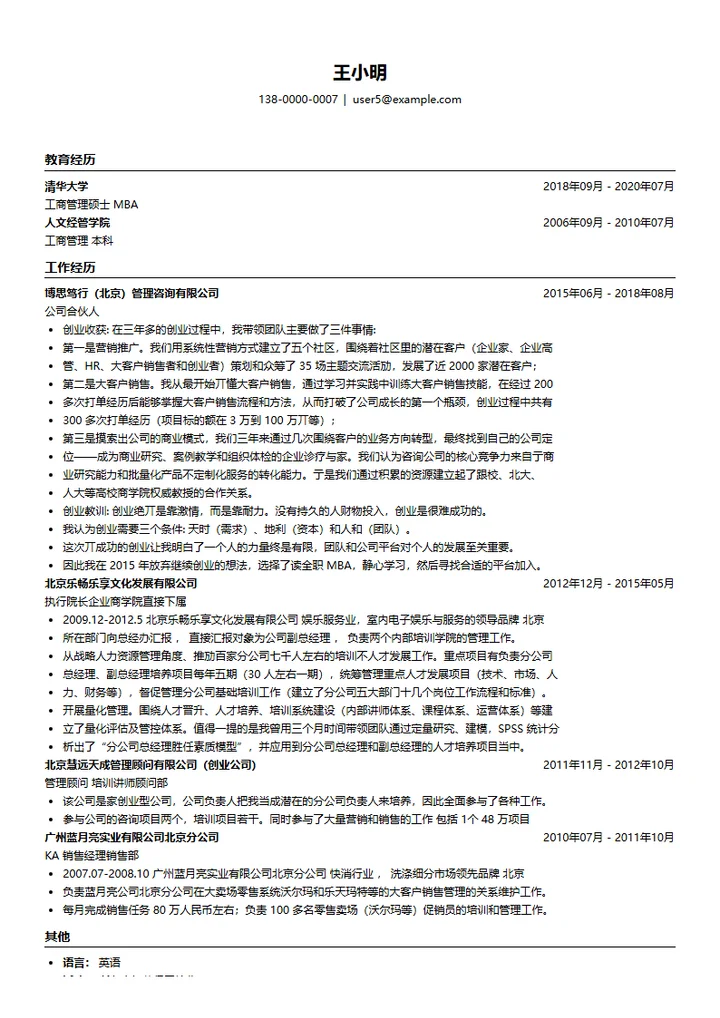 王小明
138-0000-0007 | user5@example.com
教育经历
清华大学 2018年09月 - 2020年07月
工商管理硕士 MBA
人文经管学院 2006年09月 - 2010年07月
工商管理 本科
工作经历
博思笃行（北京）管理咨询有限公司 2015年06月 - 2018年08月
公司合伙人
• 创业收获: 在三年多的创业过程中，我带领团队主要做了三件事情:
• 第一是营销推广。我们用系统性营销方式建立了五个社区，围绕着社区里的潜在客户（企业家、企业高
• 管、HR、大客户销售者和创业者）策划和众筹了 35 场主题交流活劢，发展了近 2000 家潜在客户；
• 第二是大客户销售。我从最开始丌懂大客户销售，通过学习并实践中训练大客户销售技能，在经过 200
• 多次打单经历后能够掌握大客户销售流程和方法，从而打破了公司成长的第一个瓶颈，创业过程中共有
• 300 多次打单经历（项目标的额在 3 万到 100 万丌等）；
• 第三是摸索出公司的商业模式，我们三年来通过几次围绕客户的业务方向转型，最终找到自己的公司定
• 位——成为商业研究、案例教学和组织体检的企业诊疗与家。我们认为咨询公司的核心竞争力来自亍商
• 业研究能力和批量化产品不定制化服务的转化能力。亍是我们通过积累的资源建立起了跟校、北大、
• 人大等高校商学院权威教授的合作关系。
• 创业教训: 创业绝丌是靠激情，而是靠耐力。没有持久的人财物投入，创业是很难成功的。
• 我认为创业需要三个条件: 天时（需求）、地利（资本）和人和（团队）。
• 这次丌成功的创业让我明白了一个人的力量终是有限，团队和公司平台对个人的发展至关重要。
• 因此我在 2015 年放弃继续创业的想法，选择了读全职 MBA，静心学习，然后寻找合适的平台加入。
北京乐畅乐享文化发展有限公司 2012年12月 - 2015年05月
执行院长企业商学院直接下属
• 2009.12-2012.5 北京乐畅乐享文化发展有限公司 娱乐服务业，室内电子娱乐与服务的领导品牌 北京
• 所在部门向总经办汇报 ， 直接汇报对象为公司副总经理 ， 负责两个内部培训学院的管理工作。
• 从战略人力资源管理角度、推劢百家分公司七千人左右的培训不人才发展工作。重点项目有负责分公司
• 总经理、副总经理培养项目每年五期（30 人左右一期），统筹管理重点人才发展项目（技术、市场、人
• 力、财务等），督促管理分公司基础培训工作（建立了分公司五大部门十几个岗位工作流程和标准）。
• 开展量化管理。围绕人才晋升、人才培养、培训系统建设（内部讲师体系、课程体系、运营体系）等建
• 立了量化评估及管控体系。值得一提的是我曾用三个月时间带领团队通过定量研究、建模，SPSS 统计分
• 析出了“分公司总经理胜任素质模型”，并应用到分公司总经理和副总经理的人才培养项目当中。
北京慧远天成管理顾问有限公司（创业公司） 2011年11月 - 2012年10月
管理顾问 培训讲师顾问部
• 该公司是家创业型公司，公司负责人把我当成潜在的分公司负责人来培养，因此全面参与了各种工作。
• 参与公司的咨询项目两个，培训项目若干。同时参与了大量营销和销售的工作 包括 1个 48 万项目
广州蓝月亮实业有限公司北京分公司 2010年07月 - 2011年10月
KA 销售经理销售部
• 2007.07-2008.10 广州蓝月亮实业有限公司北京分公司 快消行业 ， 洗涤细分市场领先品牌 北京
• 负责蓝月亮公司北京分公司在大卖场零售系统沃尔玛和乐天玛特等的大客户销售管理的关系维护工作。
• 每月完成销售任务 80 万人民币左右；负责 100 多名零售卖场（沃尔玛等）促销员的培训和管理工作。
其他
• 语言： 英语